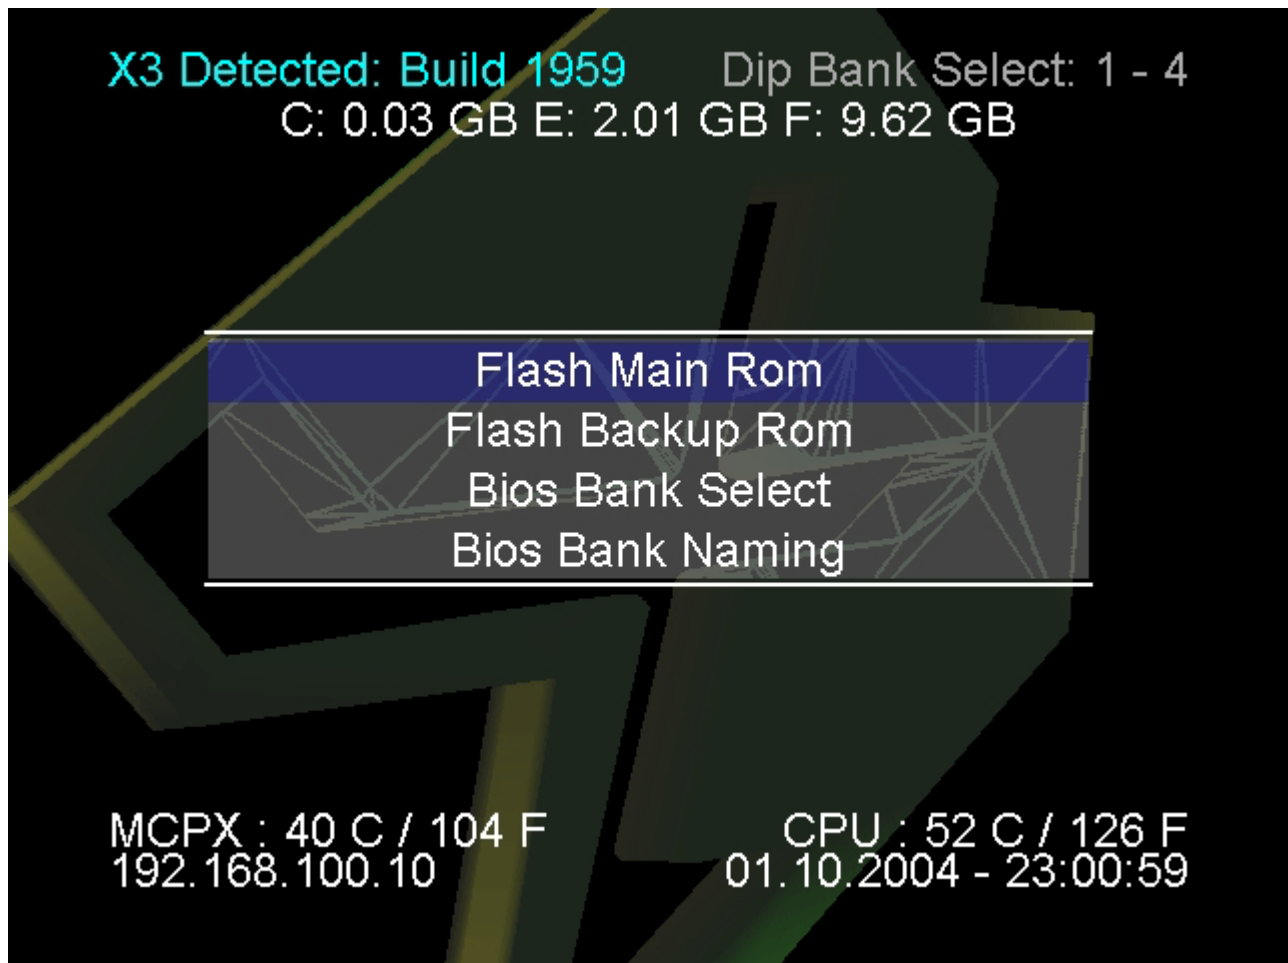 X3 Detected: Build 1959 Dip Bank Select: 1 - 4
C: 0.03 GB E: 2.01 GB F: 9.62 GB
Flash Main Rom
Flash Backup Rom
Bios Bank Select
Bios Bank Naming
MCPX : 40 C / 104 F CPU : 52 C / 126 F
192.168.100.10 01.10.2004 - 23:00:59